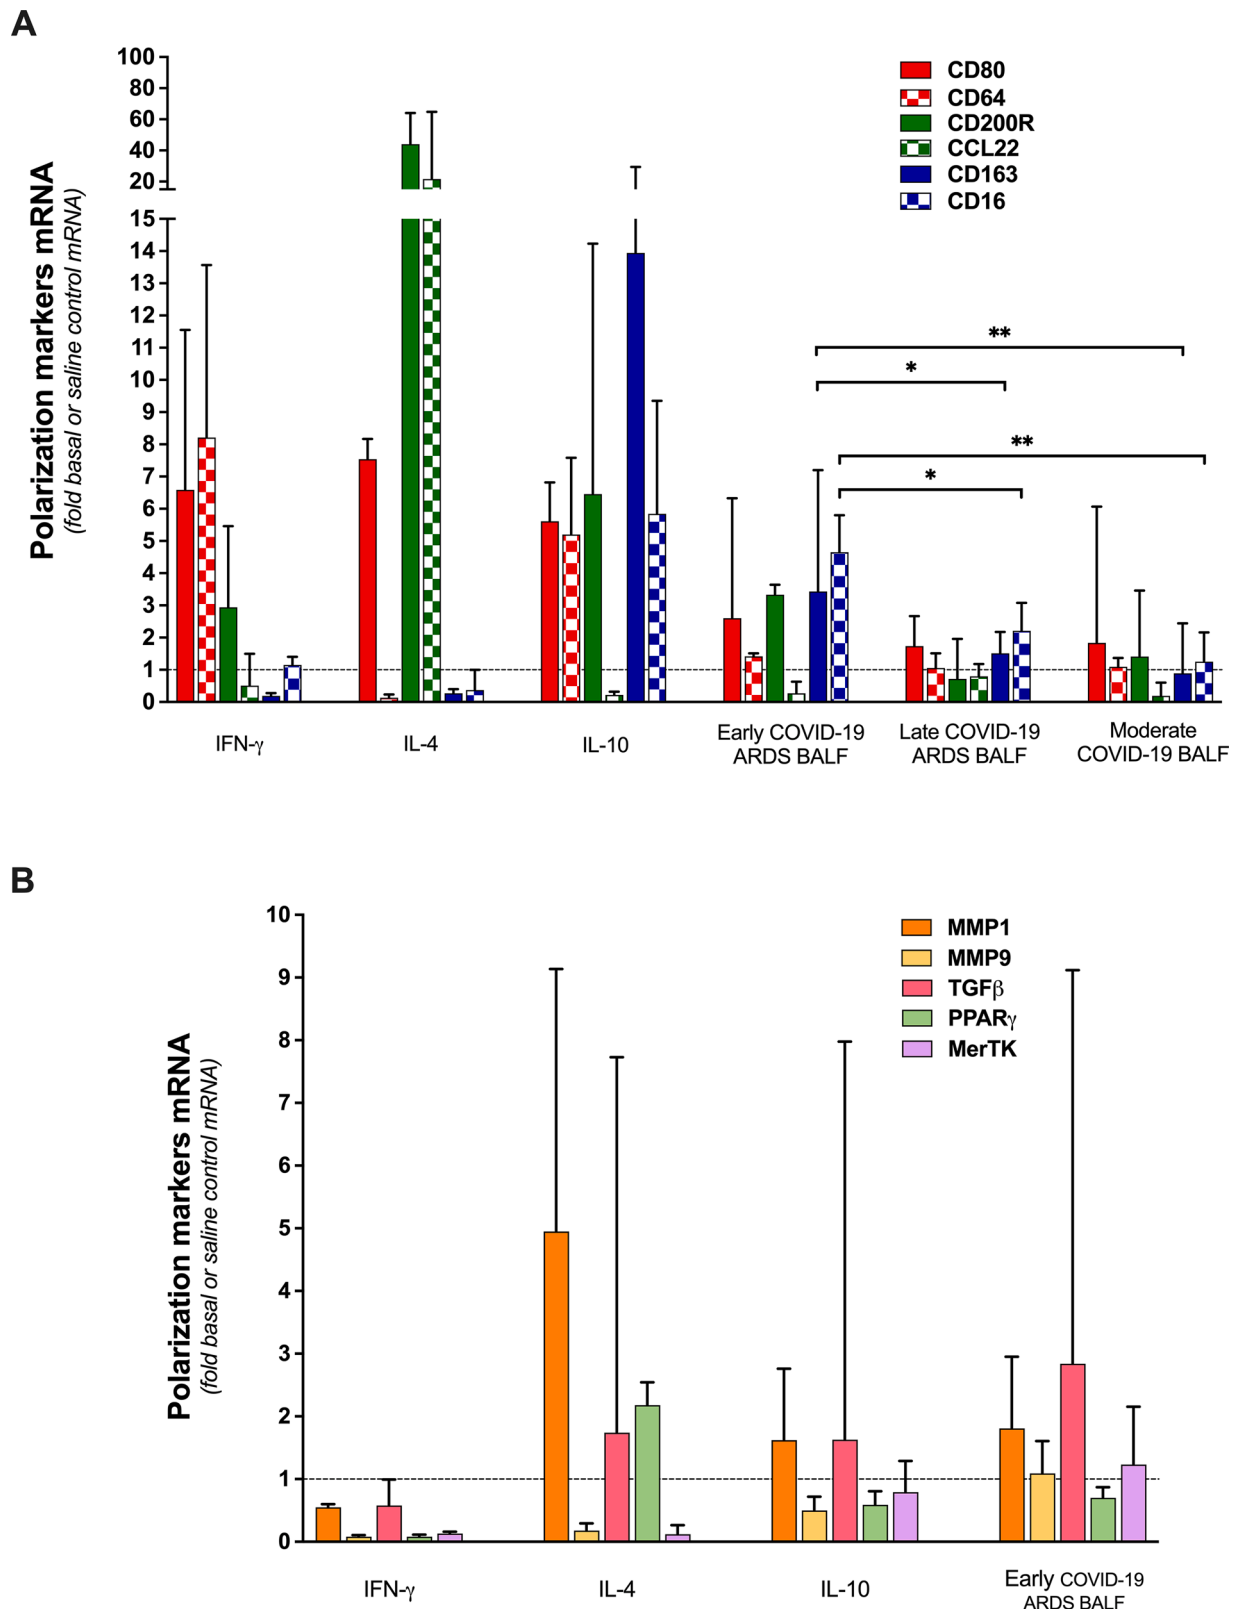 A
Polarization markers mRNA
(fold basal or saline control mRNA)
100
80
60
40
20
15
14
13
12
11
10
9
8
7
6
5
4
3
2
1
0
CD80
CD64
CD200R
CCL22
CD163
CD16
**
*
**
*
IFN-γ
IL-4
IL-10
Early COVID-19
ARDS BALF
Late COVID-19
ARDS BALF
Moderate
COVID-19 BALF
B
Polarization markers mRNA
(fold basal or saline control mRNA)
10
9
8
7
6
5
4
3
2
1
0
MMP1
MMP9
TGFβ
PPARγ
MerTK
IFN-γ
IL-4
IL-10
Early COVID-19
ARDS BALF